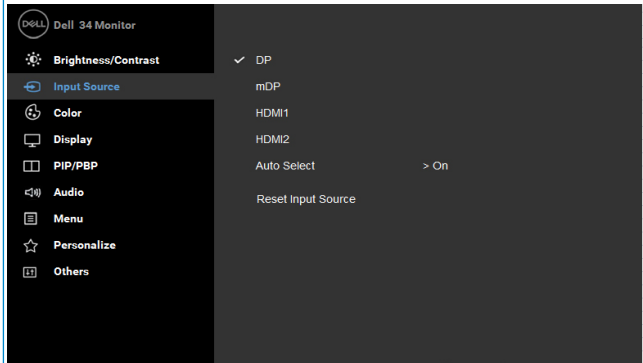 DELL Dell 34 Monitor
Brightness/Contrast
Input Source
Color
Display
PIP/PBP
Audio
Menu
Personalize
Others
DP
mDP
HDMI1
HDMI2
Auto Select > On
Reset Input Source